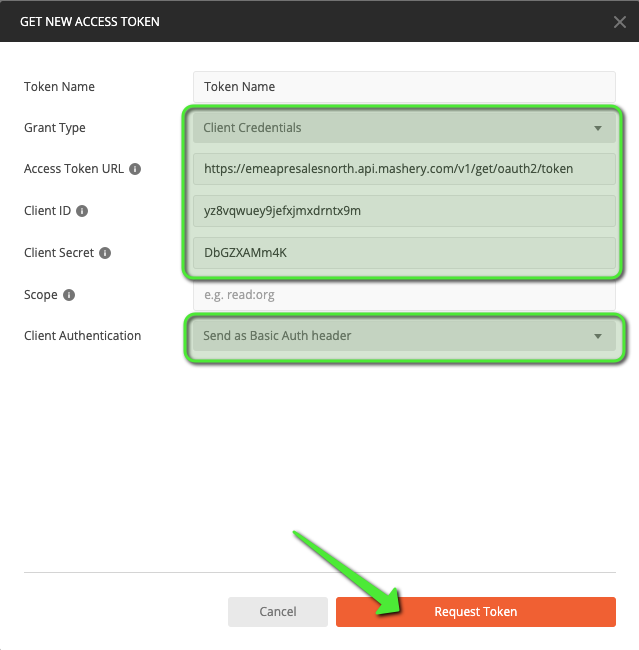 GET NEW ACCESS TOKEN
Token Name Token Name
Grant Type Client Credentials
Access Token URL https://emeapresalesnorth.api.mashery.com/v1/get/oauth2/token
Client ID yz8vqwuey9jefxjmxdrntx9m
Client Secret DbGZXAMm4K
Scope e.g. read:org
Client Authentication Send as Basic Auth header
Cancel Request Token